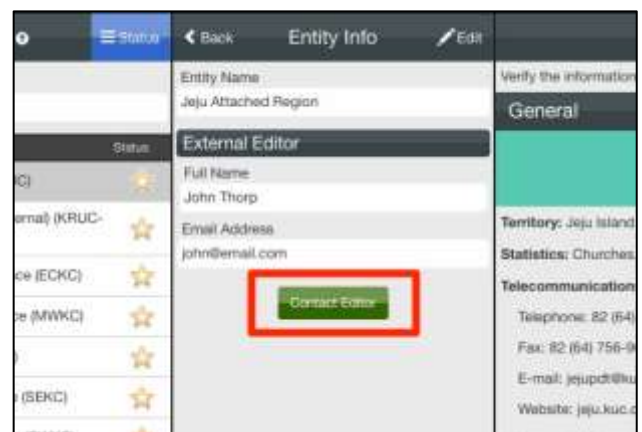 Status
Back
Entity Info
Edit
Entity Name
Verify the information
Jeju Attached Region
General
Status
External Editor
Full Name
John Thorp
ernal) (KRUC-
Email Address
Territory: Jeju Island
john@email.com
Statistics: Churches,
ce (ECKC)
Telecommunication
Contact Editor
ce (MWKC)
Telephone: 82 (64)
Fax: 82 (64) 756-
E-mail:
(SEKC)
Website: jeju.kuc.